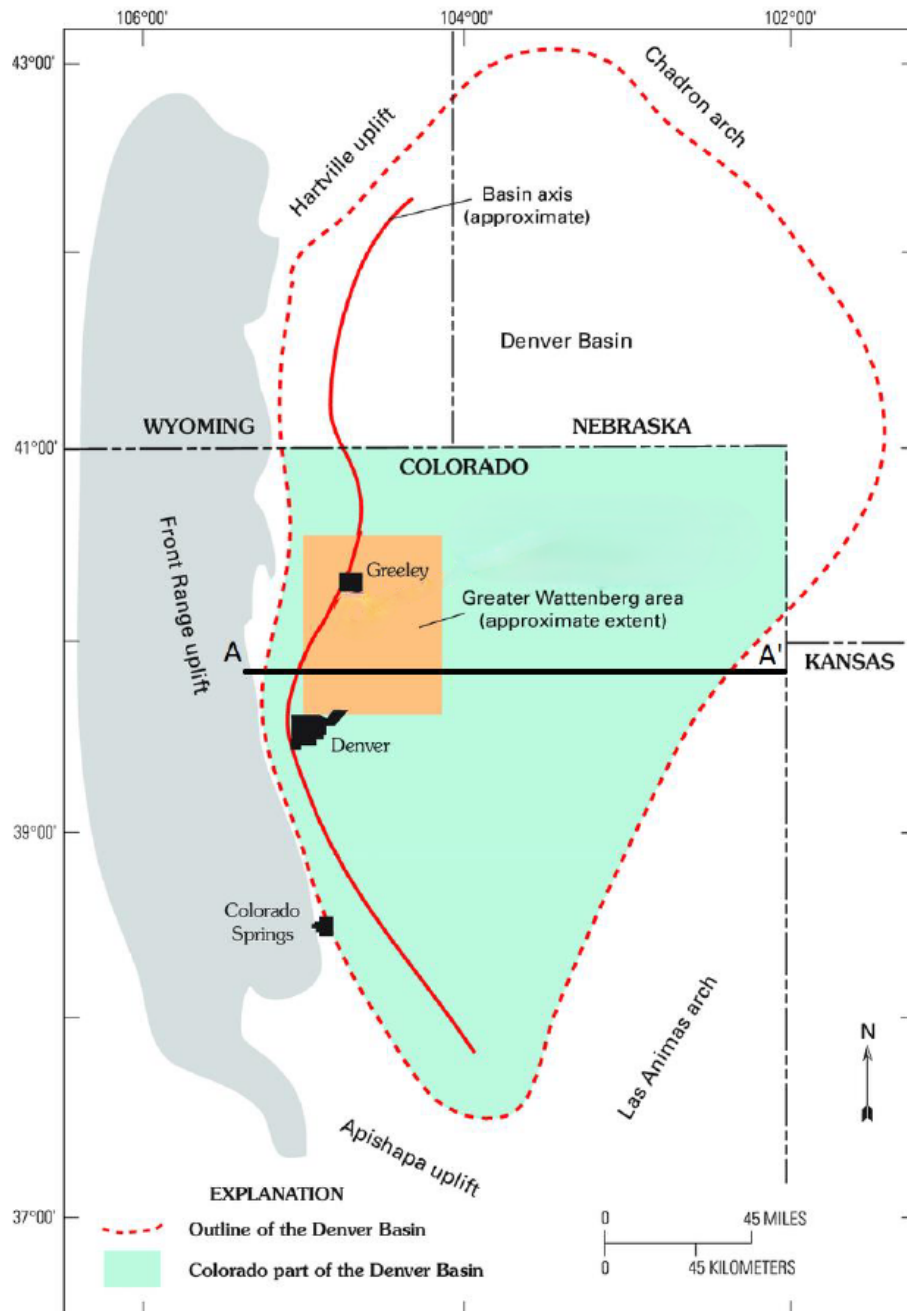 106°00'
104°00'
102°00'
43°00'
Chadron arch
Hartville uplift
Basin axis
(approximate)
Denver Basin
WYOMING
NEBRASKA
41°00'
COLORADO
Front Range uplift
Greeley
Greater Wattenberg area
(approximate extent)
A
A'
KANSAS
Denver
39°00'
Colorado
Springs
Las Animas arch
N
Apishapa uplift
EXPLANATION
37°00'
Outline of the Denver Basin
Colorado part of the Denver Basin
0
45 MILES
0
45 KILOMETERS